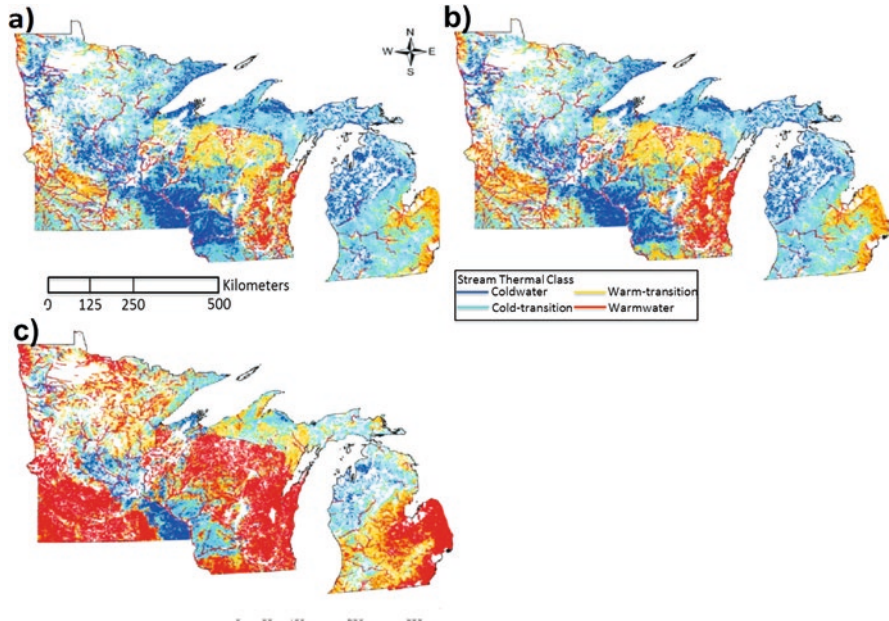 a)
b)
N
W E
S
Kilometers
0 125 250 500
Stream Thermal Class
Coldwater Warm-transition
Cold-transition Warmwater
c)